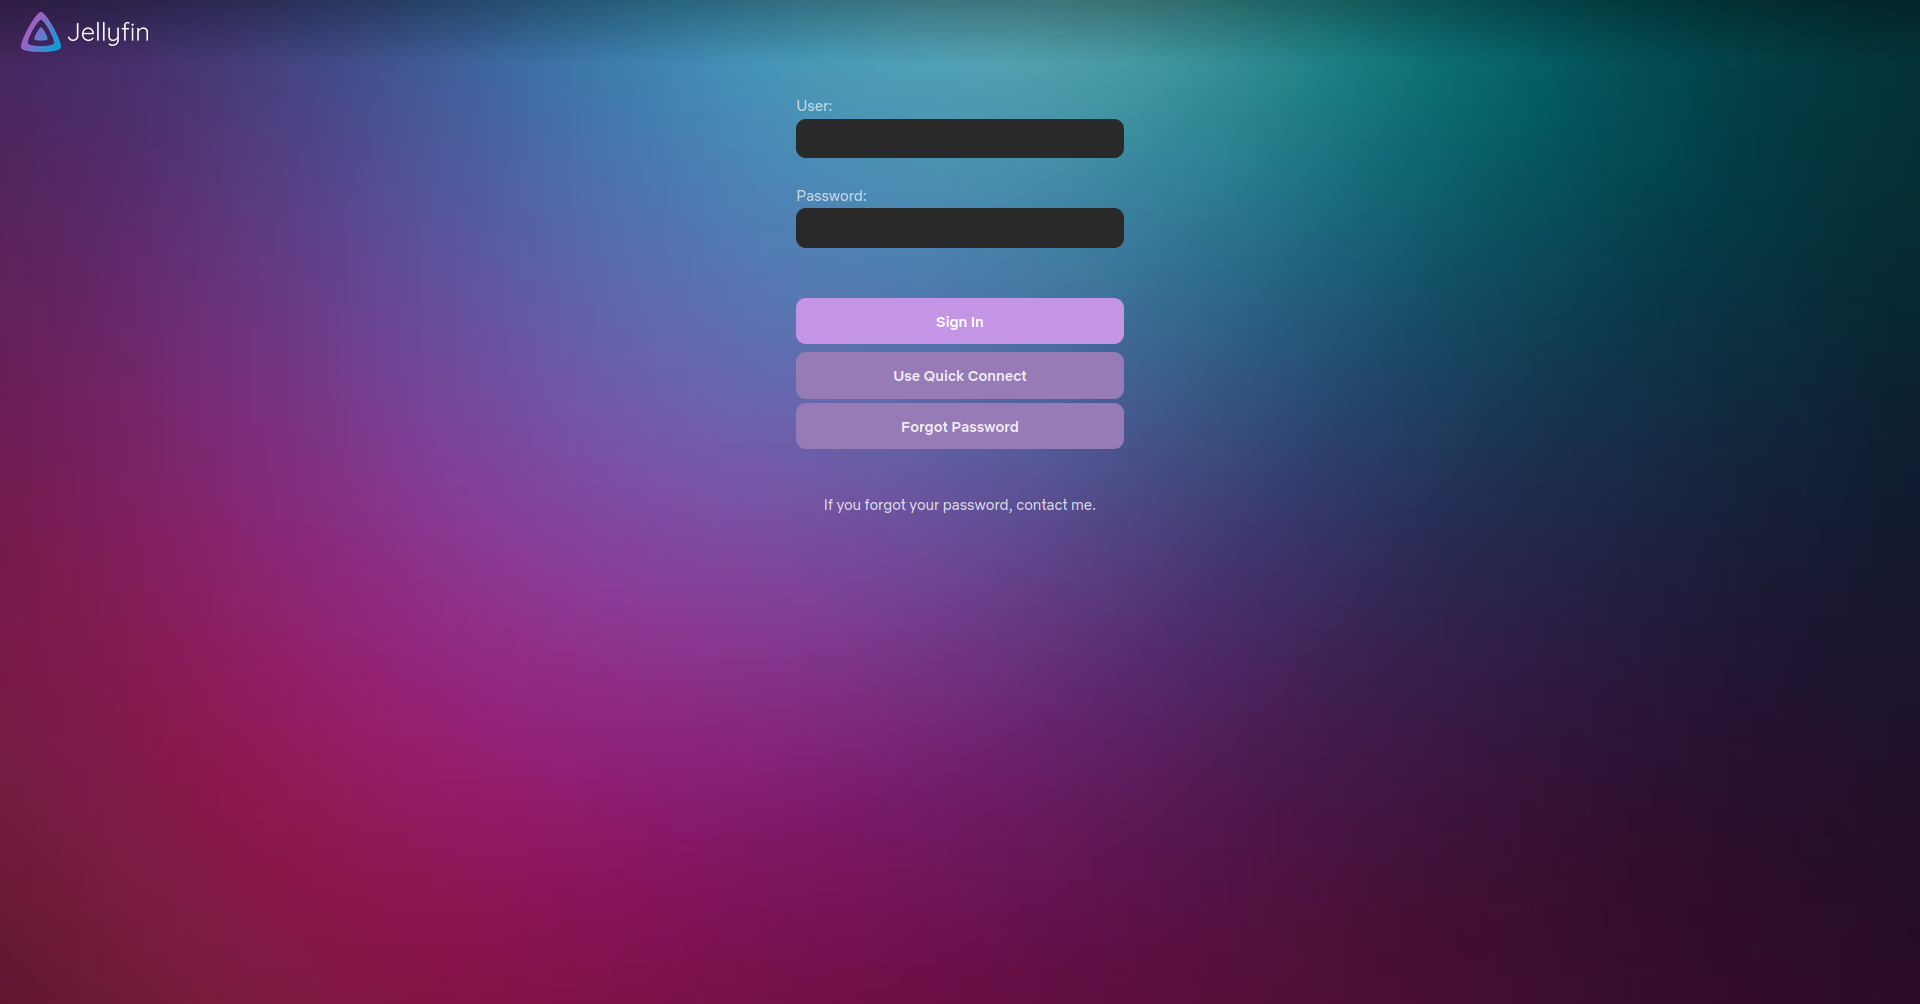 Jellyfin
User:
Password:
Sign In
Use Quick Connect
Forgot Password
If you forgot your password, contact me.